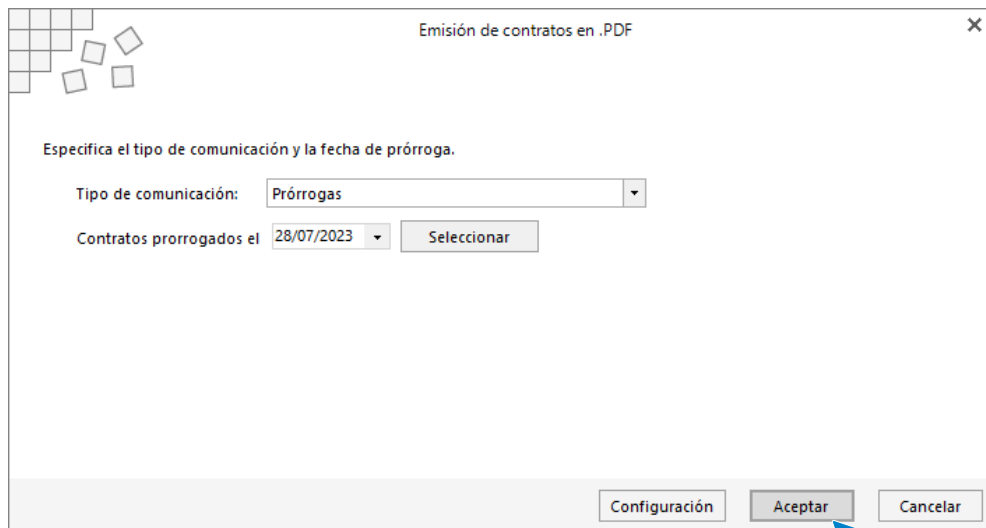 Emisión de contratos en .PDF
Especifica el tipo de comunicación y la fecha de prórroga.
Tipo de comunicación: Prórrogas
Contratos prorrogados el 28/07/2023 Seleccionar
Configuración Aceptar Cancelar